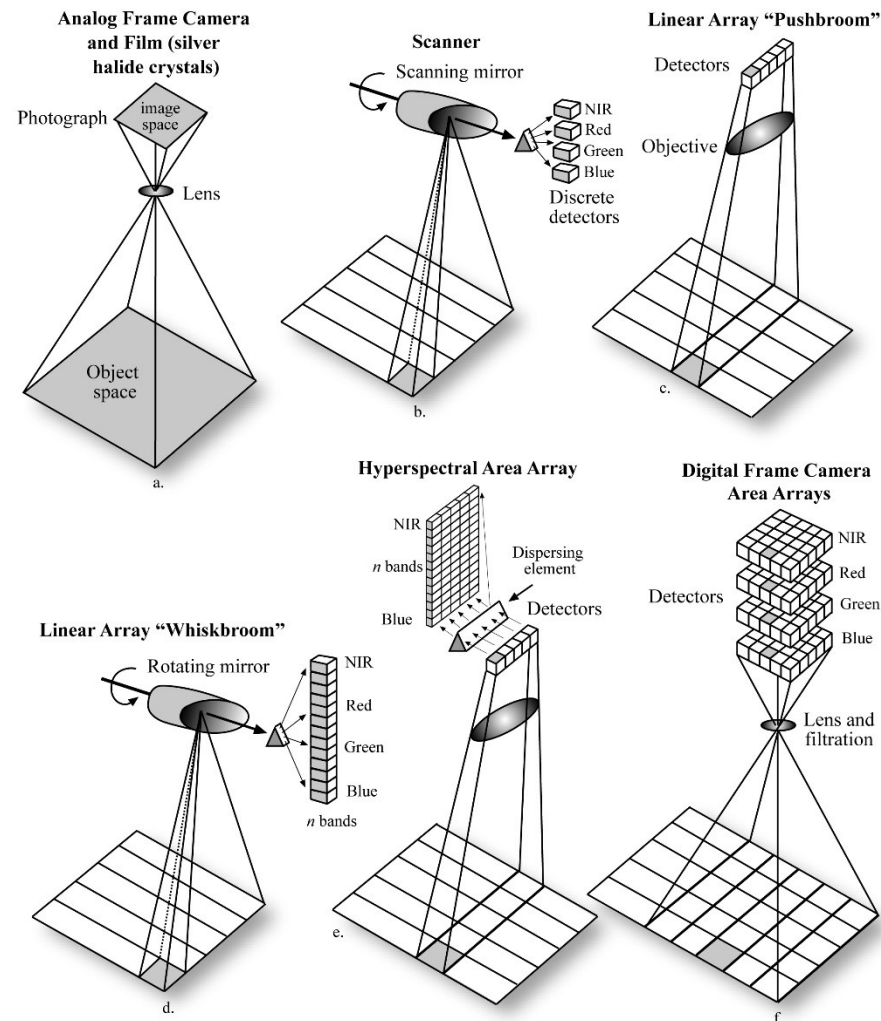 Analog Frame Camera
and Film (silver
halide crystals)
Photograph
image
space
Lens
Object
space
a.
Scanner
Scanning mirror
NIR
Red
Green
Blue
Discrete
detectors
b.
Linear Array “Pushbroom”
Detectors
Objective
c.
Linear Array “Whiskbroom”
Rotating mirror
NIR
Red
Green
Blue
n bands
d.
Hyperspectral Area Array
NIR
n bands
Blue
Dispersing
element
Detectors
e.
Digital Frame Camera
Area Arrays
Detectors
NIR
Red
Green
Blue
Lens and
filtration
f